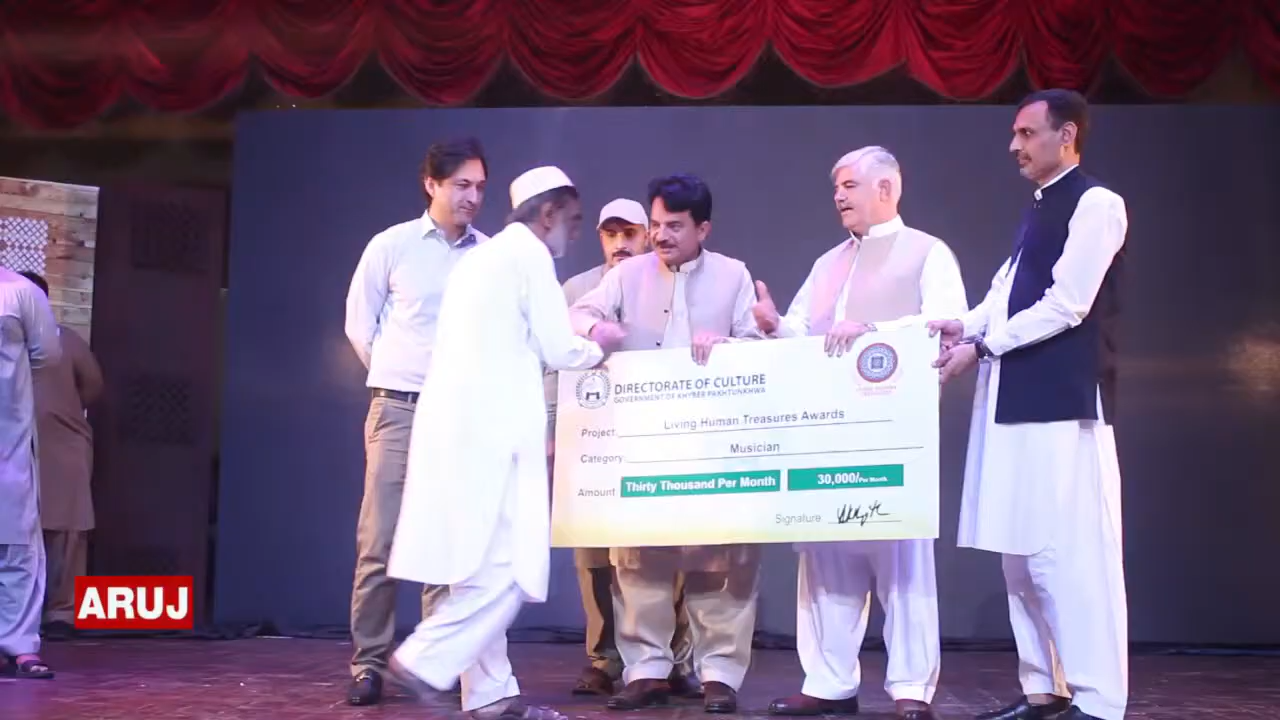 DIRECTORATE OF CULTURE
GOVERNMENT OF KHYBER PAKHTUNKHWA
Project: Living Human Treasures Awards
Category: Musician
Amount Thirty Thousand Per Month 30,000/Per Month
Signature
ARUJ